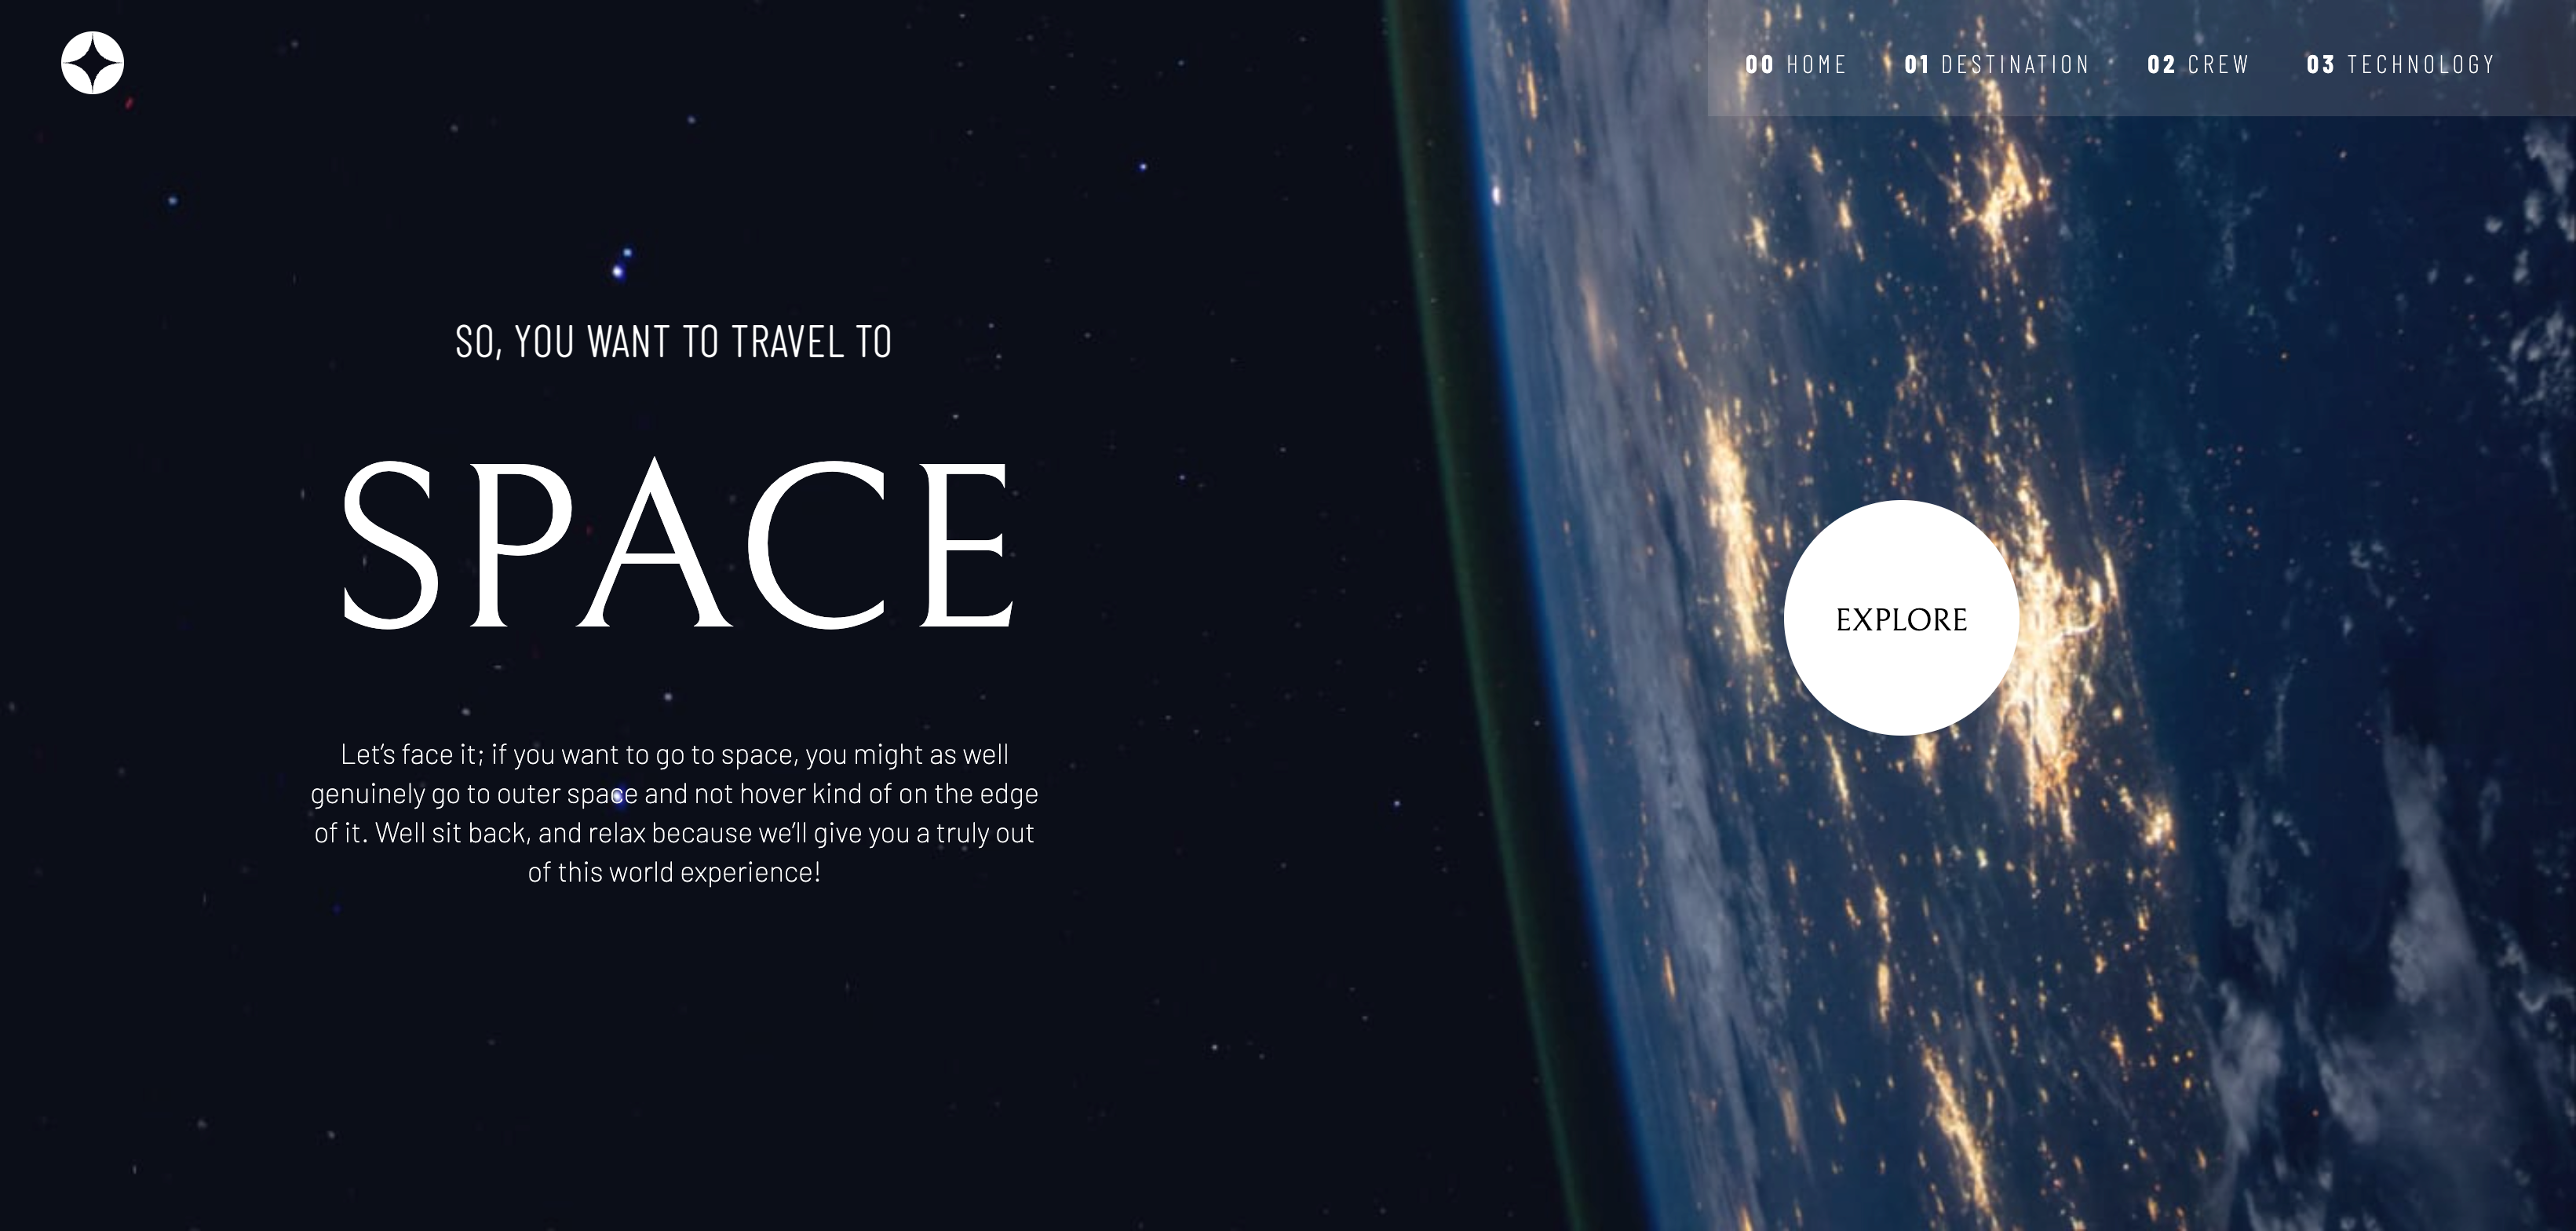 00 HOME 01 DESTINATION 02 CREW 03 TECHNOLOGY
SO, YOU WANT TO TRAVEL TO
SPACE
Let’s face it; if you want to go to space, you might as well
genuinely go to outer space and not hover kind of on the edge
of it. Well sit back, and relax because we’ll give you a truly out
of this world experience!
EXPLORE